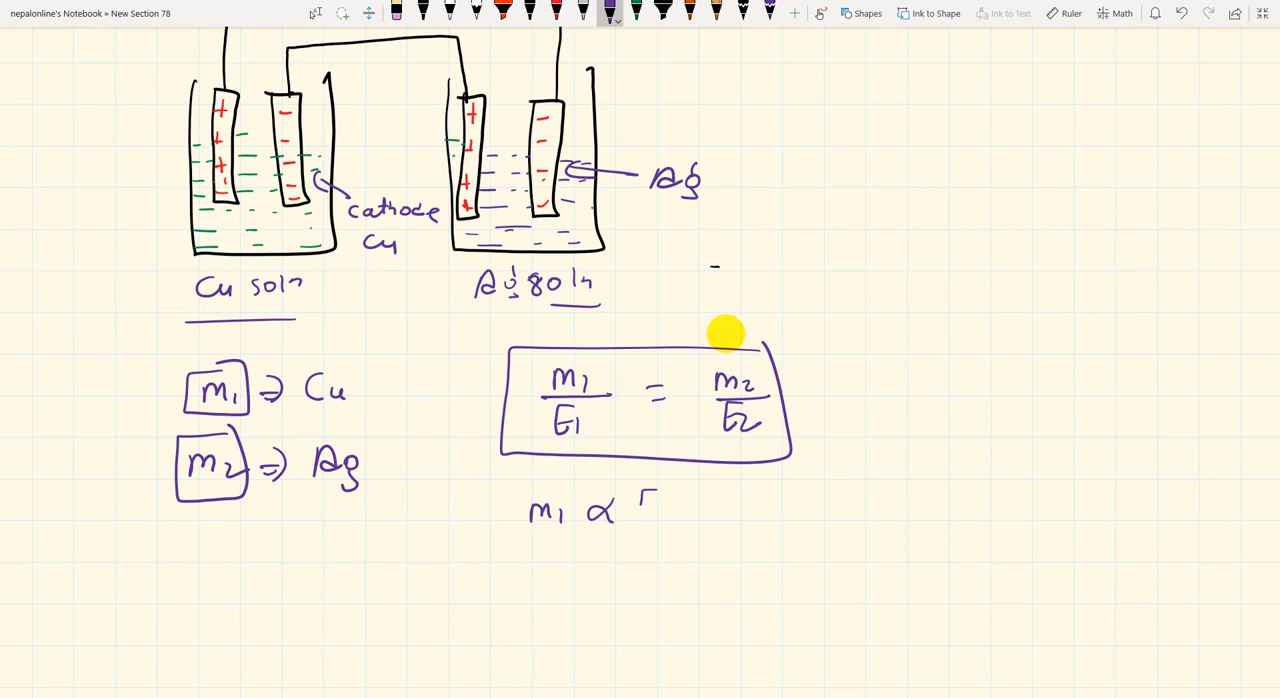 nepalonline's Notebook » New Section 78
Shapes Ink to Shape Ink to Text Ruler Math
+ − + −
Ag
cathode
Cu
Cu soln
Ag soln
m1 ⇒ Cu
m2 ⇒ Ag
m1/E1 = m2/E2
m1 ∝